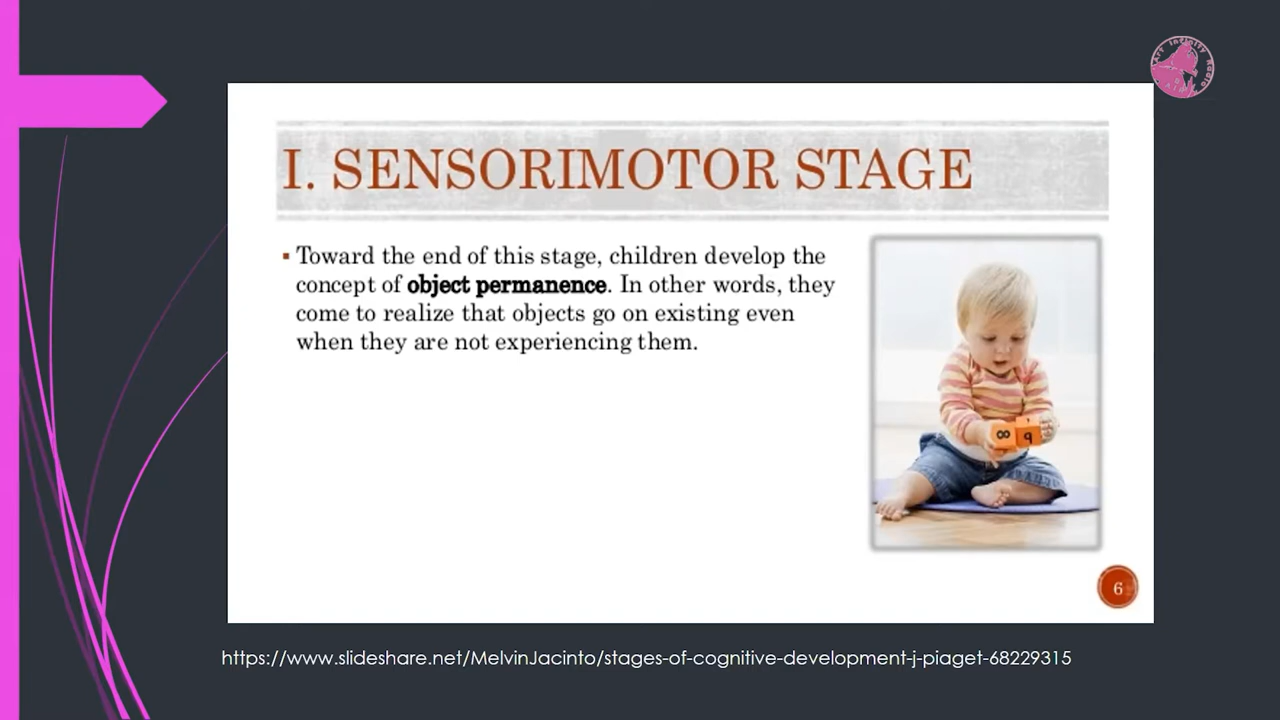 I. SENSORIMOTOR STAGE
▪ Toward the end of this stage, children develop the
concept of object permanence. In other words, they
come to realize that objects go on existing even
when they are not experiencing them.
8 9
6
https://www.slideshare.net/MelvinJacinto/stages-of-cognitive-development-j-piaget-68229315